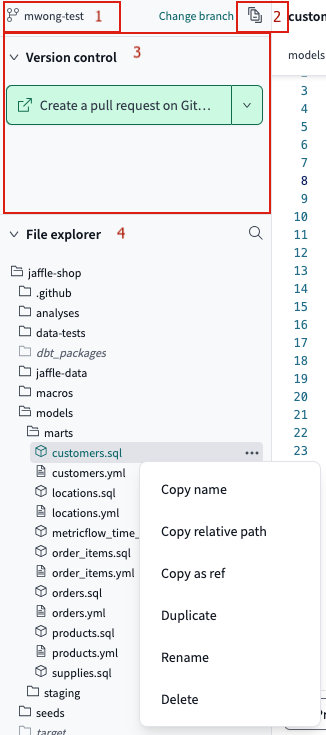 mwong-test 1 Change branch 2 custom
Version control 3 models
Create a pull request on Git...
File explorer 4
jaffle-shop
.github
analyses
data-tests
dbt_packages
jaffle-data
macros
models
marts
customers.sql ...
customers.yml
locations.sql
locations.yml
metricflow_time_
order_items.sql
order_items.yml
orders.sql
orders.yml
products.sql
products.yml
supplies.sql
staging
seeds
target
Copy name
Copy relative path
Copy as ref
Duplicate
Rename
Delete
3
4
5
6
7
8
9
10
11
12
13
14
15
16
17
18
19
20
21
22
23